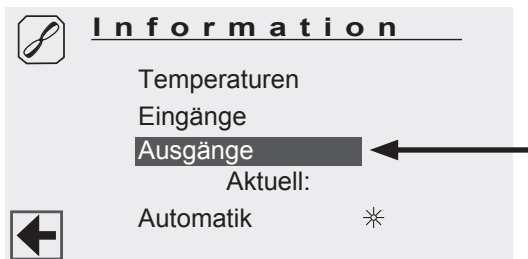 Information
Temperaturen
Eingänge
Ausgänge
Aktuell:
Automatik